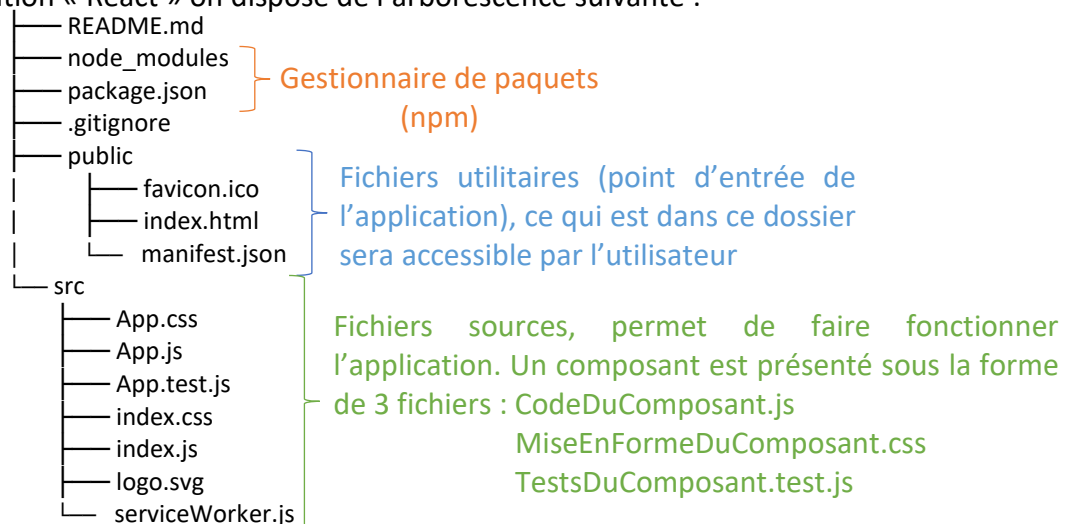 ation « React » on dispose de l'arborescence suivante :
README.md
node_modules
package.json
Gestionnaire de paquets
(npm)
.gitignore
public
favicon.ico
index.html
manifest.json
Fichiers utilitaires (point d'entrée de
l'application), ce qui est dans ce dossier
sera accessible par l'utilisateur
src
App.css
App.js
App.test.js
index.css
index.js
logo.svg
serviceWorker.js
Fichiers sources, permet de faire fonctionner
l'application. Un composant est présenté sous la forme
de 3 fichiers : CodeDuComposant.js
MiseEnFormeDuComposant.css
TestsDuComposant.test.js